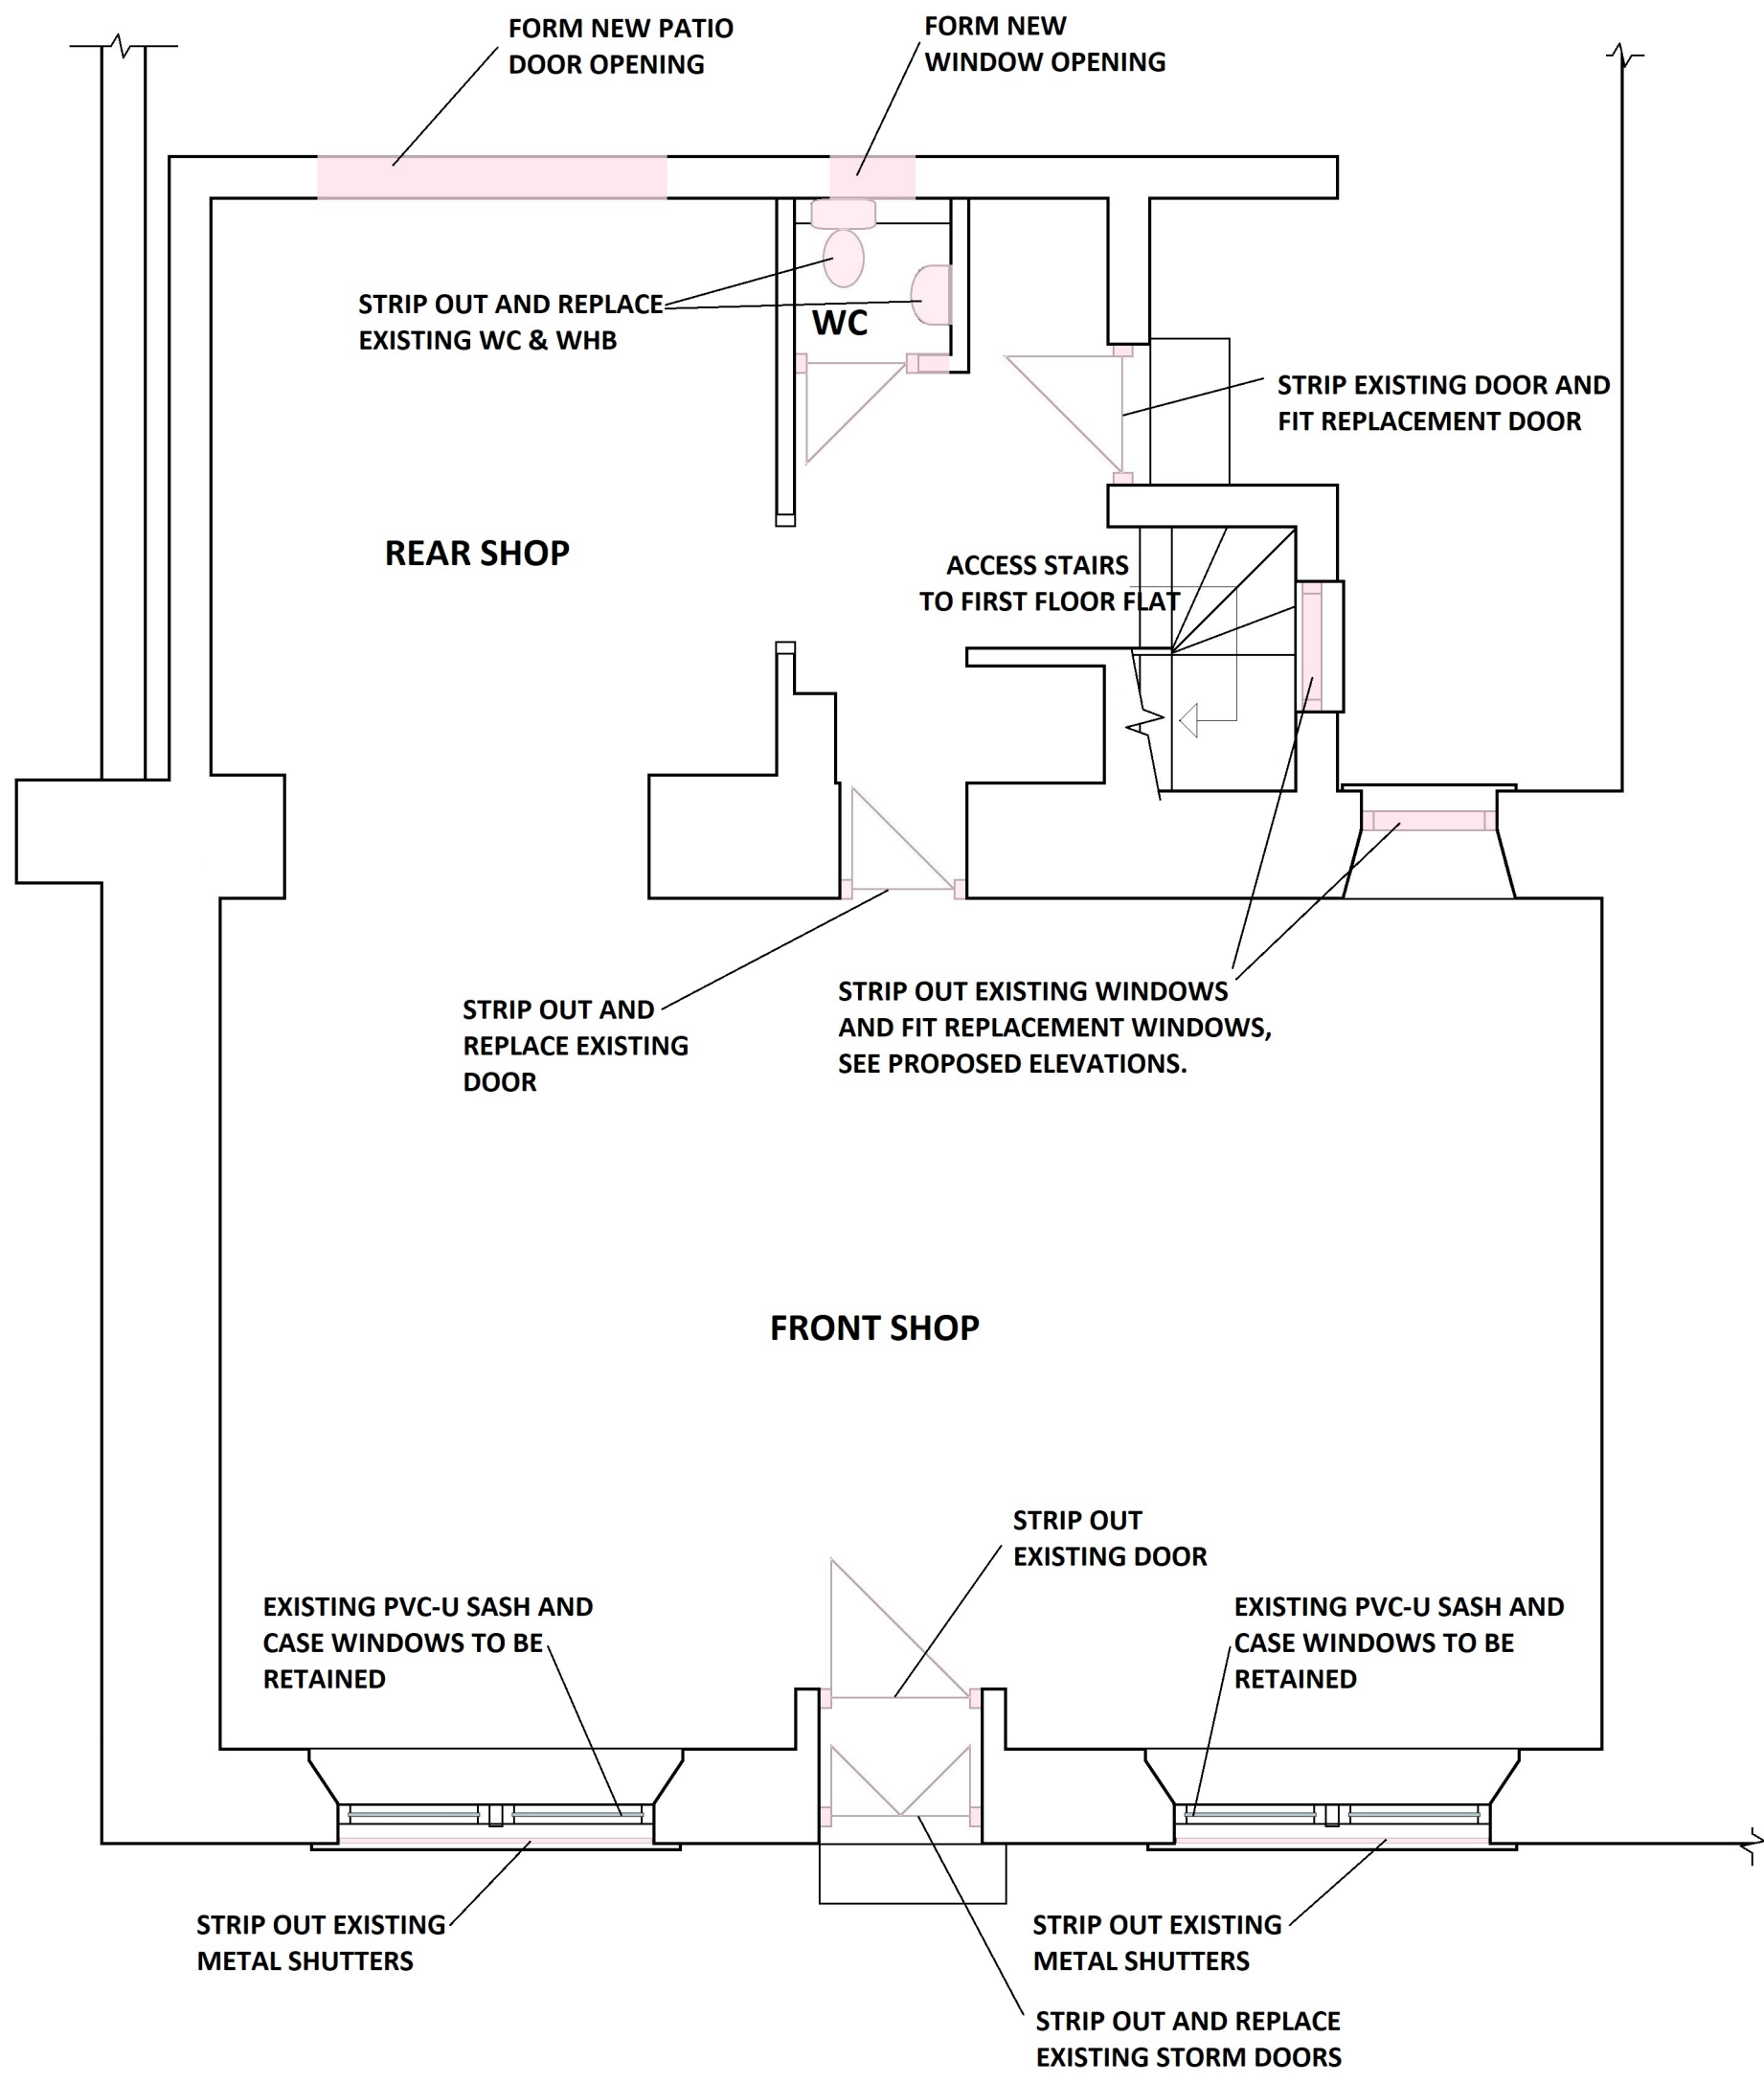 FORM NEW PATIO
DOOR OPENING
FORM NEW
WINDOW OPENING
STRIP OUT AND REPLACE
EXISTING WC & WHB
WC
STRIP EXISTING DOOR AND
FIT REPLACEMENT DOOR
REAR SHOP
ACCESS STAIRS
TO FIRST FLOOR FLAT
STRIP OUT AND
REPLACE EXISTING
DOOR
STRIP OUT EXISTING WINDOWS
AND FIT REPLACEMENT WINDOWS,
SEE PROPOSED ELEVATIONS.
FRONT SHOP
STRIP OUT
EXISTING DOOR
EXISTING PVC-U SASH AND
CASE WINDOWS TO BE
RETAINED
EXISTING PVC-U SASH AND
CASE WINDOWS TO BE
RETAINED
STRIP OUT EXISTING
METAL SHUTTERS
STRIP OUT EXISTING
METAL SHUTTERS
STRIP OUT AND REPLACE
EXISTING STORM DOORS